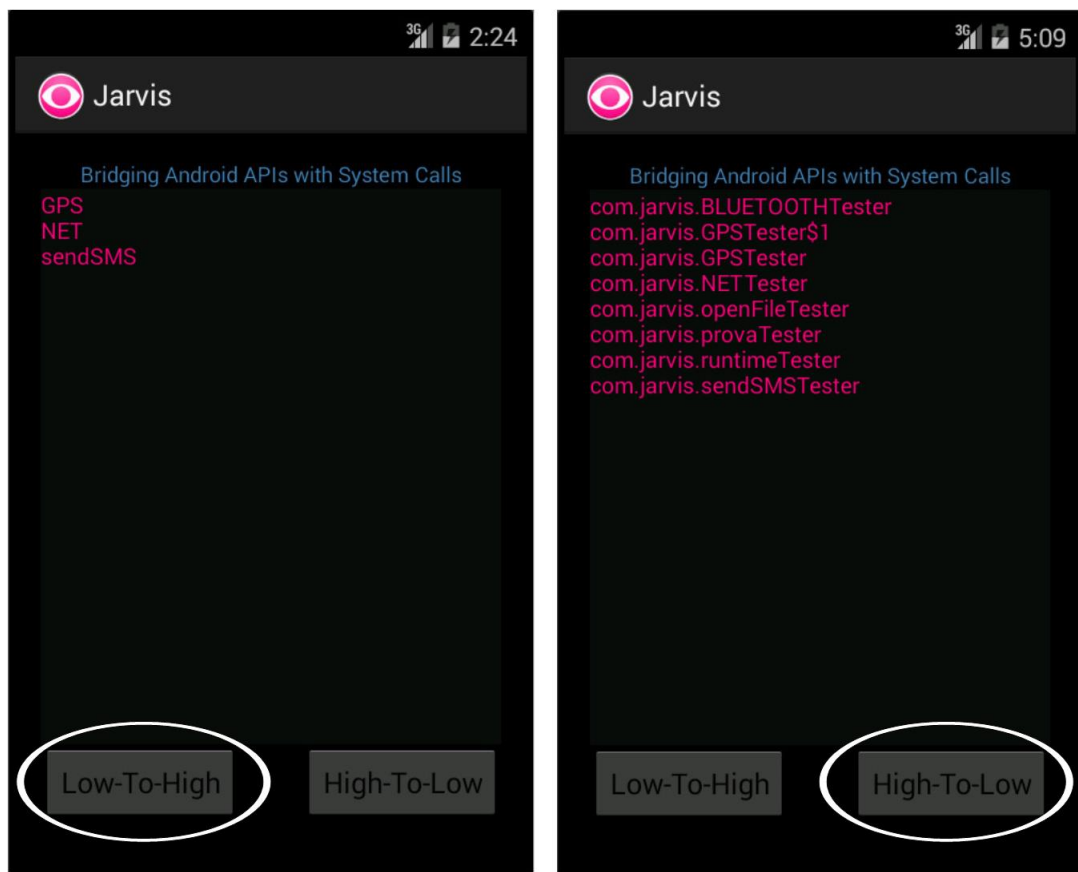 3G 2:24
Jarvis
Bridging Android APIs with System Calls
GPS
NET
sendSMS
Low-To-High
High-To-Low
3G 5:09
Jarvis
Bridging Android APIs with System Calls
com.jarvis.BLUETOOTHTester
com.jarvis.GPSTester$1
com.jarvis.GPSTester
com.jarvis.NETTester
com.jarvis.openFileTester
com.jarvis.provaTester
com.jarvis.runtimeTester
com.jarvis.sendSMSTester
Low-To-High
High-To-Low